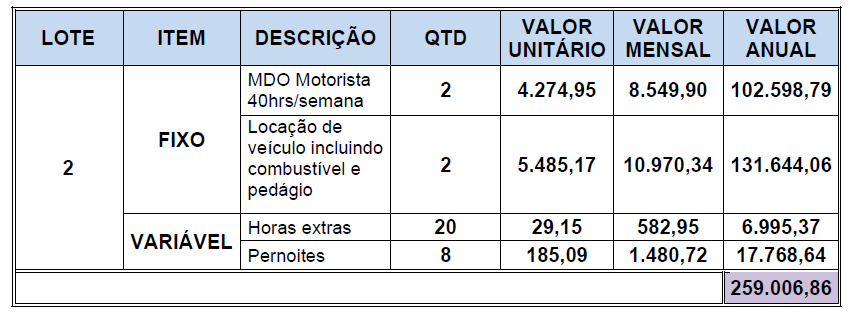 LOTE ITEM DESCRIÇÃO QTD VALOR UNITÁRIO VALOR MENSAL VALOR ANUAL
2 FIXO MDO Motorista
40hrs/semana 2 4.274,95 8.549,90 102.598,79
Locação de
veículo incluindo
combustível e
pedágio 2 5.485,17 10.970,34 131.644,06
VARIÁVEL Horas extras 20 29,15 582,95 6.995,37
Pernoites 8 185,09 1.480,72 17.768,64
259.006,86